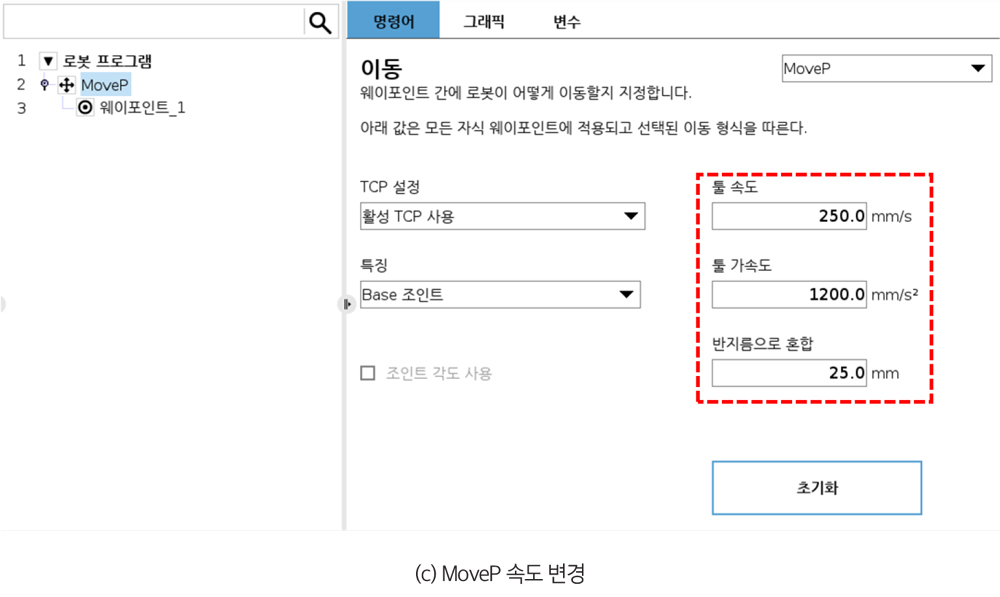 명령어 그래픽 변수
1 로봇 프로그램
2 MoveP
3 웨이포인트_1
이동
MoveP
웨이포인트 간에 로봇이 어떻게 이동할지 지정합니다.
아래 값은 모든 자식 웨이포인트에 적용되고 선택된 이동 형식을 따른다.
TCP 설정
활성 TCP 사용
특징
Base 조인트
조인트 각도 사용
툴 속도
250.0 mm/s
툴 가속도
1200.0 mm/s²
반지름으로 혼합
25.0 mm
초기화
(c) MoveP 속도 변경